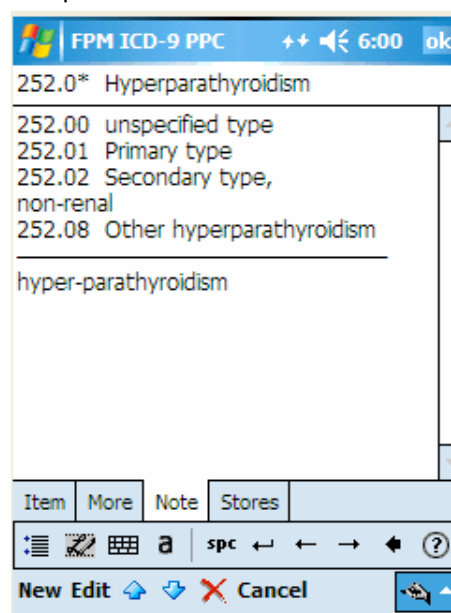 FPM ICD-9 PPC 6:00 ok
252.0* Hyperparathyroidism
252.00 unspecified type
252.01 Primary type
252.02 Secondary type,
non-renal
252.08 Other hyperparathyroidism
hyper-parathyroidism
Item More Note Stores
a spc
New Edit Cancel